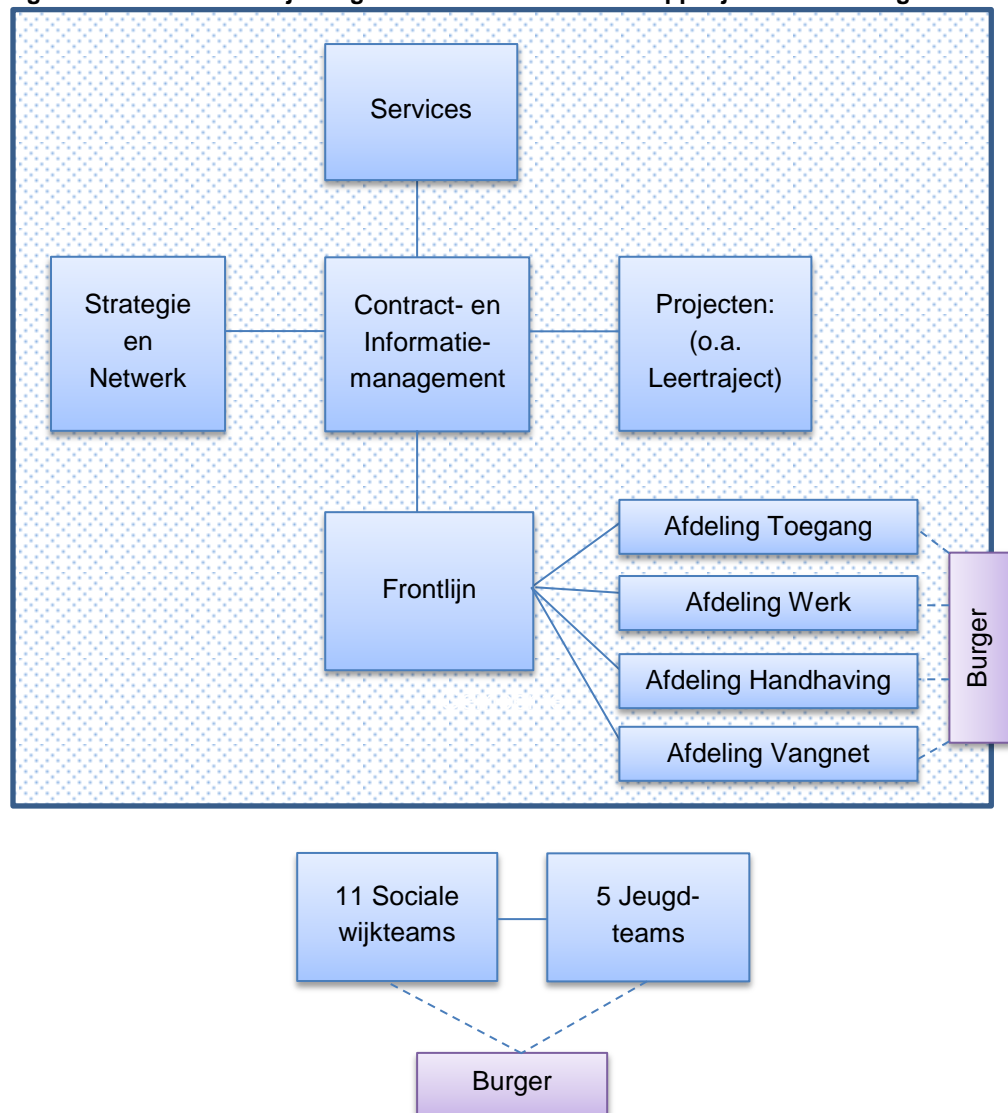 Services
Strategie
en
Netwerk
Contract- en
Informatie-
management
Projecten:
(o.a.
Leertraject)
Frontlijn
Afdeling Toegang
Afdeling Werk
Afdeling Handhaving
Afdeling Vangnet
Burger
11 Sociale
wijkteams
5 Jeugd-
teams
Burger